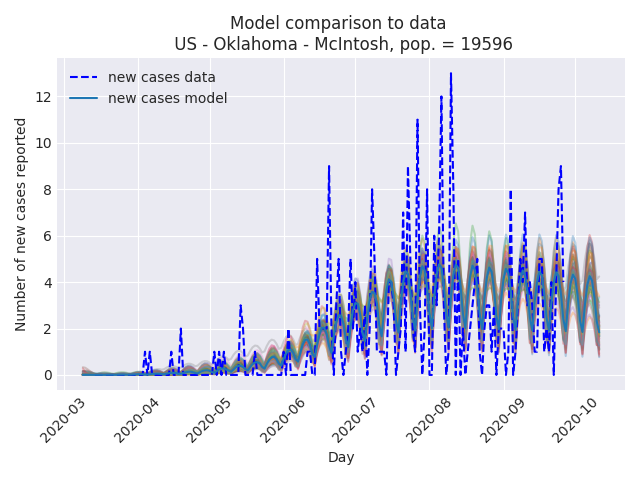 Model comparison to data
US - Oklahoma - McIntosh, pop. = 19596
new cases data
new cases model
Number of new cases reported
12
10
8
6
4
2
0
2020-03
2020-04
2020-05
2020-06
2020-07
2020-08
2020-09
2020-10
Day